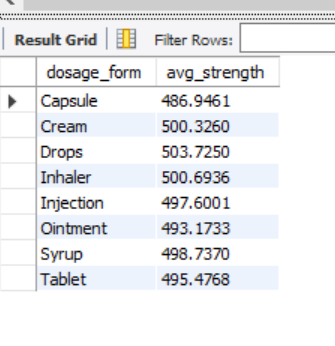 Result Grid Filter Rows:
dosage_form avg_strength
Capsule 486.9461
Cream 500.3260
Drops 503.7250
Inhaler 500.6936
Injection 497.6001
Ointment 493.1733
Syrup 498.7370
Tablet 495.4768